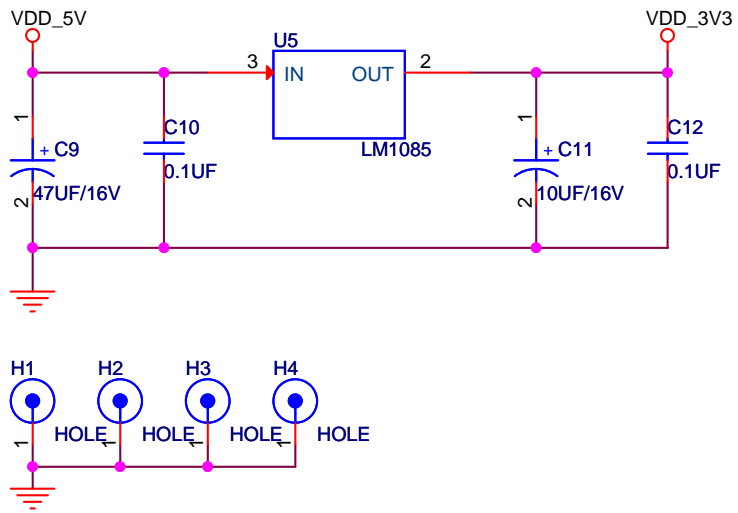 VDD_5V
VDD_3V3
U5
3
IN
OUT
2
1
C10
1
C12
+ C9
LM1085
+ C11
0.1UF
0.1UF
2
47UF/16V
2
10UF/16V
H1
H2
H3
H4
1
HOLE
1
HOLE
1
HOLE
1
HOLE